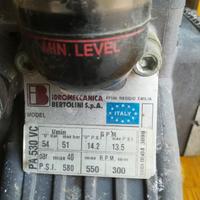 MIN. LEVEL
IDROMECCANICA
BERTOLINI S.p.A.
REGGIO EMILIA
ITALY
PA 530 VC
l/min G.P.M.
54 51 14.2 13.5
bar max 40 R.P.M.
P.S.I. 580 550 300